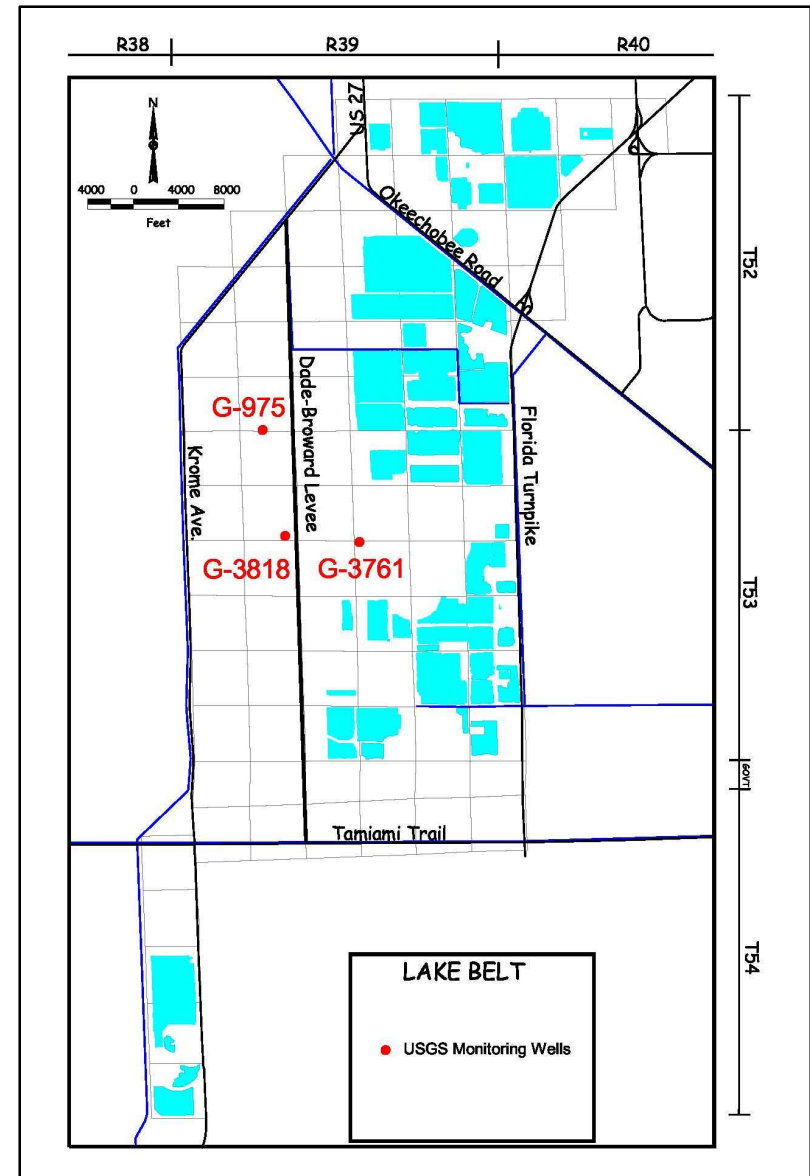 R38
R39
R40
N
US 27
4000 0 4000 8000
Feet
Okeechobee Road
T52
Dade-Broward Levee
G-975
Krome Ave.
Florida Turnpike
G-3818
G-3761
T53
GOVT
Tamiami Trail
T54
LAKE BELT
USGS Monitoring Wells